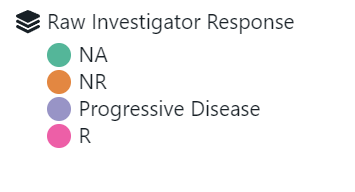 Raw Investigator Response
NA
NR
Progressive Disease
R